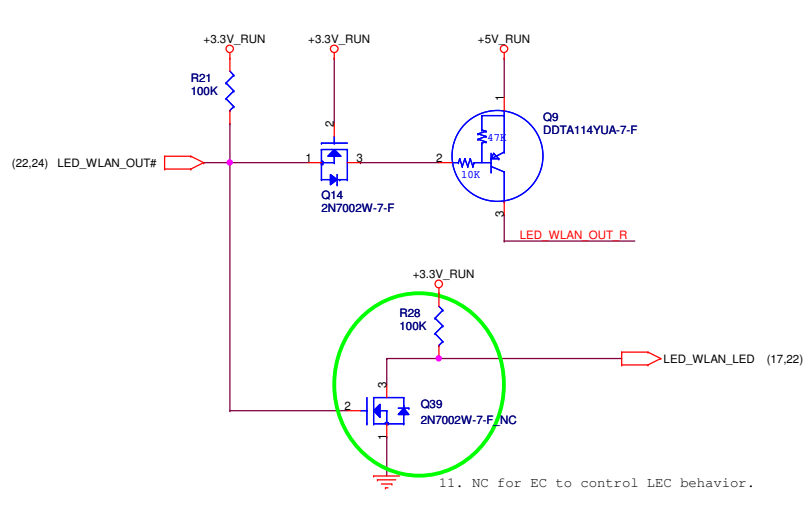 +3.3V_RUN
+3.3V_RUN
+5V_RUN
R21
100K
2
1
Q9
DDTA114YUA-7-F
47K
(22,24) LED_WLAN_OUT#
1
3
2
10K
Q14
2N7002W-7-F
3
LED_WLAN_OUT_R
+3.3V_RUN
R28
100K
LED_WLAN_LED (17,22)
3
2
Q39
2N7002W-7-F_NC
1
11. NC for EC to control LEC behavior.